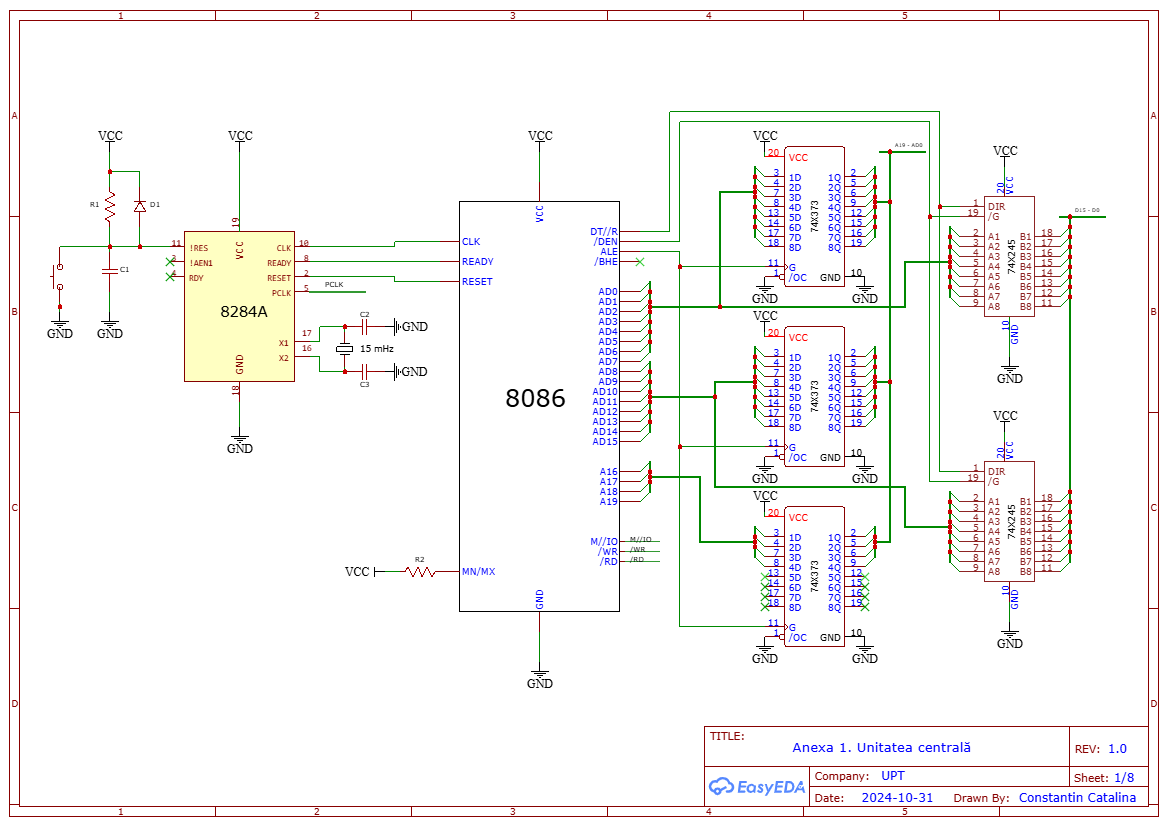 1 2 3 4 5
A A
B B
C C
D D
VCC
R1
D1
C1
GND
GND
VCC
19
VCC
11 !RES
3 !AEN1
4 RDY
CLK 10
READY 8
RESET 2
PCLK 5
PCLK
8284A
X1 17
X2 16
GND
18
GND
C2
GND
15 mHz
C3
GND
VCC
VCC
CLK
READY
RESET
8086
VCC
R2
MN/MX
GND
GND
DT//R
/DEN
ALE
/BHE
AD0
AD1
AD2
AD3
AD4
AD5
AD6
AD7
AD8
AD9
AD10
AD11
AD12
AD13
AD14
AD15
A16
A17
A18
A19
M//IO M//IO
/WR /WR
/RD /RD
VCC
20 VCC
3 1D 1Q 2
4 2D 2Q 5
7 3D 3Q 6
8 4D 4Q 9
13 5D 5Q 12
14 6D 6Q 15
17 7D 7Q 16
18 8D 8Q 19
74X373
11 G
1 /OC GND 10
GND GND
A19 - AD0
VCC
20 VCC
3 1D 1Q 2
4 2D 2Q 5
7 3D 3Q 6
8 4D 4Q 9
13 5D 5Q 12
14 6D 6Q 15
17 7D 7Q 16
18 8D 8Q 19
74X373
11 G
1 /OC GND 10
GND GND
VCC
20 VCC
3 1D 1Q 2
4 2D 2Q 5
7 3D 3Q 6
8 4D 4Q 9
13 5D 5Q 12
14 6D 6Q 15
17 7D 7Q 16
18 8D 8Q 19
74X373
11 G
1 /OC GND 10
GND GND
VCC
20 VCC
1 DIR
19 /G
2 A1 B1 18
3 A2 B2 17
4 A3 B3 16
5 A4 B4 15
6 A5 B5 14
7 A6 B6 13
8 A7 B7 12
9 A8 B8 11
74X245
10 GND
GND
D15 - D0
VCC
20 VCC
1 DIR
19 /G
2 A1 B1 18
3 A2 B2 17
4 A3 B3 16
5 A4 B4 15
6 A5 B5 14
7 A6 B6 13
8 A7 B7 12
9 A8 B8 11
74X245
10 GND
GND
TITLE:
Anexa 1. Unitatea centrală
REV: 1.0
EasyEDA
Company: UPT
Sheet: 1/8
Date: 2024-10-31 Drawn By: Constantin Catalina
1 2 3 4 5